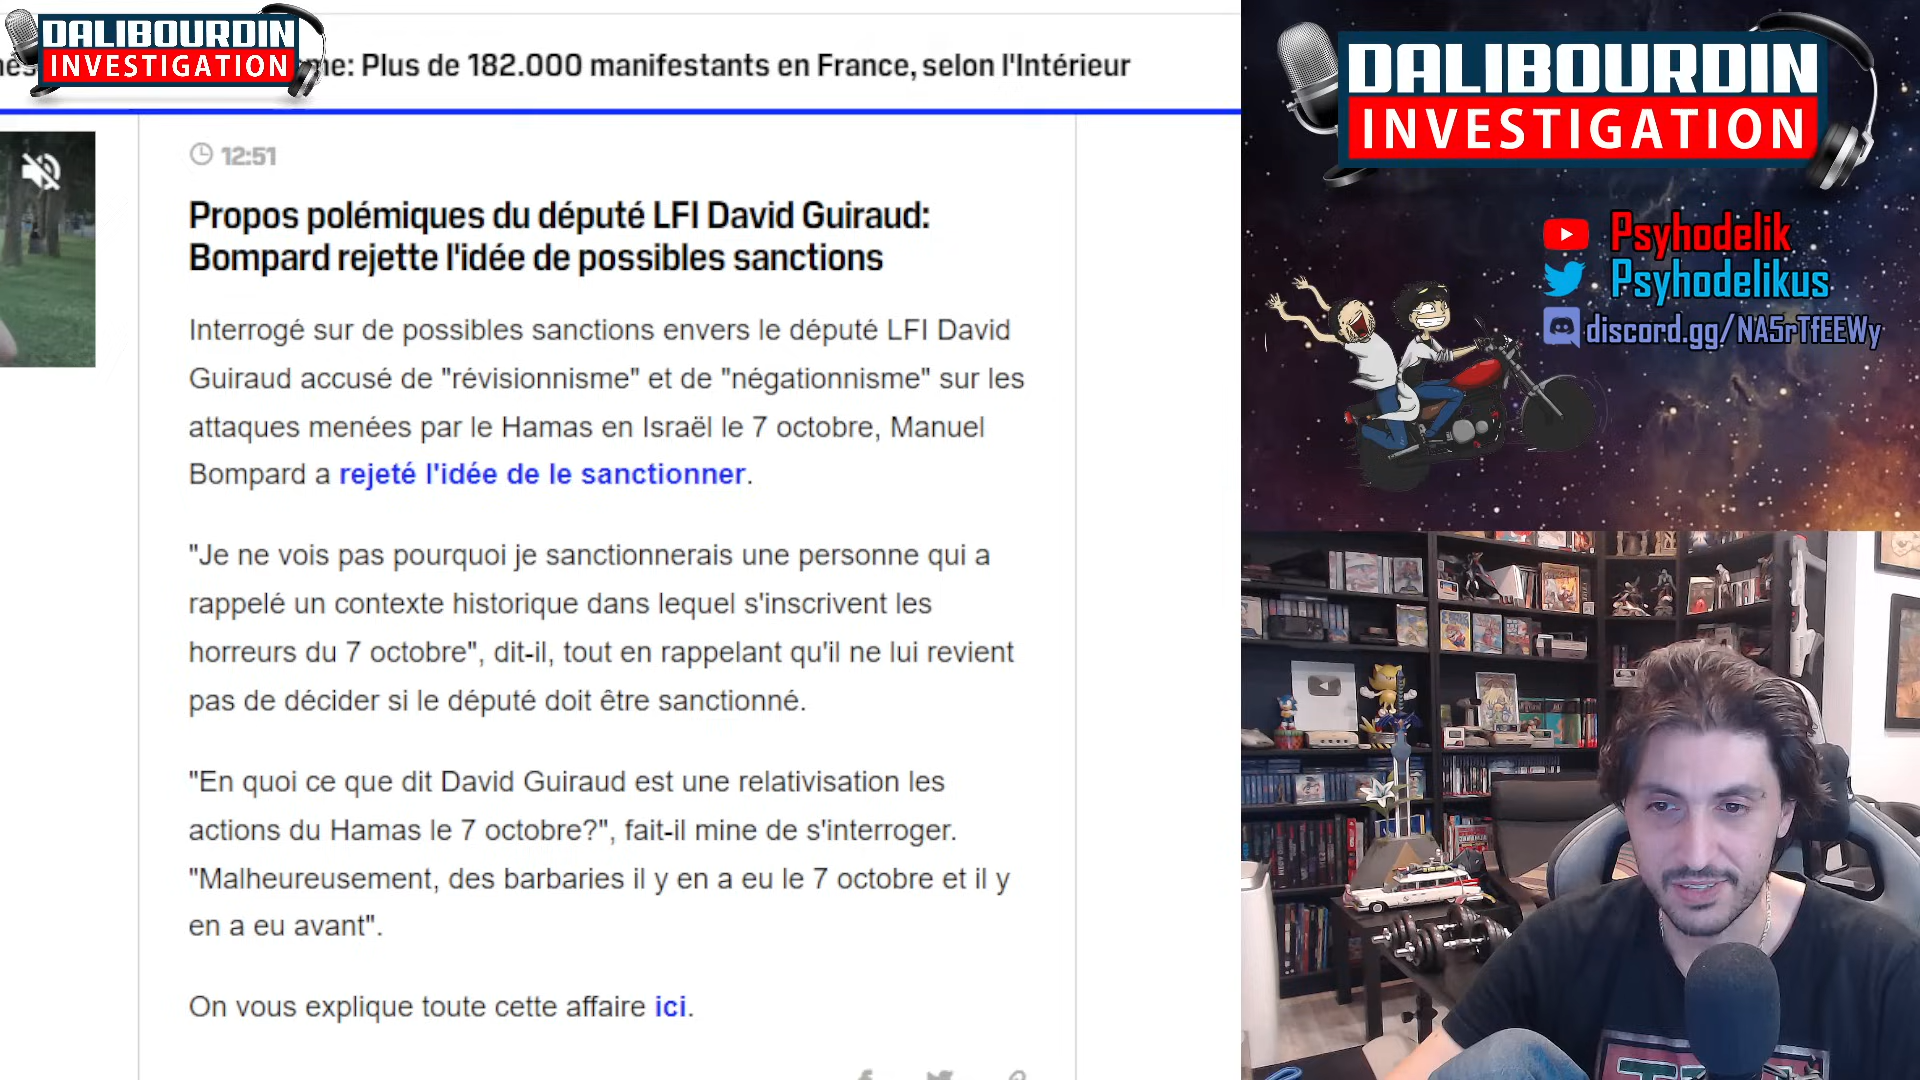 DALIBOURDIN
INVESTIGATION
me: Plus de 182.000 manifestants en France, selon l'Intérieur
12:51
Propos polémiques du député LFI David Guiraud:
Bompard rejette l'idée de possibles sanctions
Interrogé sur de possibles sanctions envers le député LFI David
Guiraud accusé de "révisionnisme" et de "négationnisme" sur les
attaques menées par le Hamas en Israël le 7 octobre, Manuel
Bompard a rejeté l'idée de le sanctionner.
"Je ne vois pas pourquoi je sanctionnerais une personne qui a
rappelé un contexte historique dans lequel s'inscrivent les
horreurs du 7 octobre", dit-il, tout en rappelant qu'il ne lui revient
pas de décider si le député doit être sanctionné.
"En quoi ce que dit David Guiraud est une relativisation les
actions du Hamas le 7 octobre?", fait-il mine de s'interroger.
"Malheureusement, des barbaries il y en a eu le 7 octobre et il y
en a eu avant".
On vous explique toute cette affaire ici.
DALIBOURDIN
INVESTIGATION
Psyhodelik
Psyhodelikus
discord.gg/NA5rTfEEWy